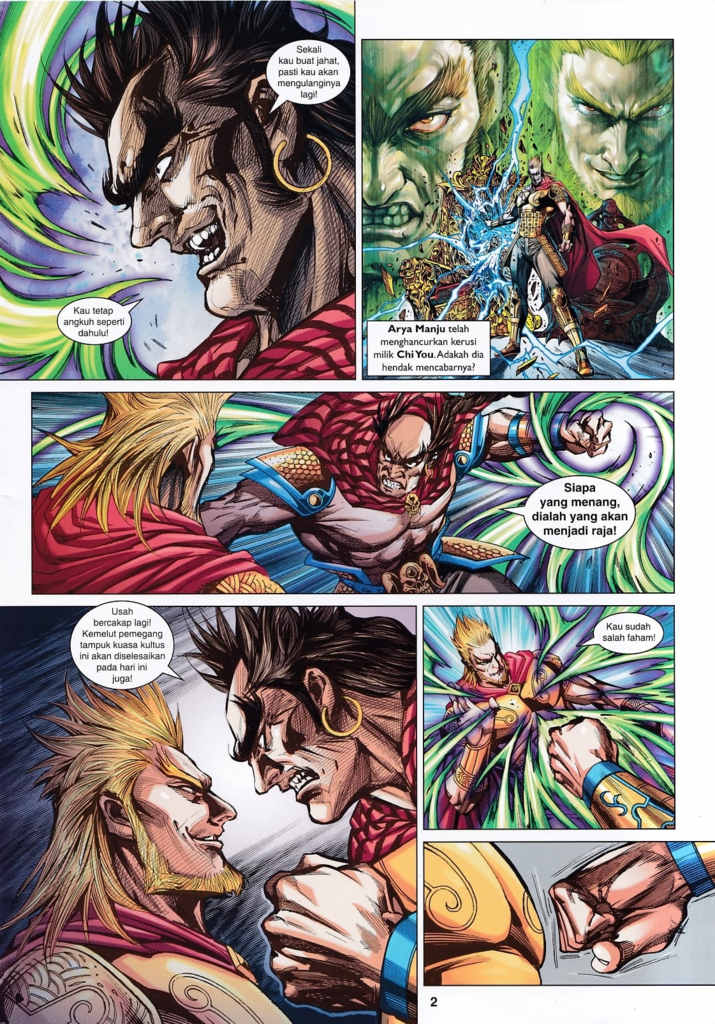 Sekali
kau buat jahat,
pasti kau akan
mengulanginya
lagi!
Kau tetap
angkuh seperti
dahulu!
Arya Manju telah
menghancurkan kerusi
milik Chi You. Adakah dia
hendak mencabarnya?
Siapa
yang menang,
dialah yang akan
menjadi raja!
Usah
bercakap lagi!
Kemelut pemegang
tampuk kuasa kultus
ini akan diselesaikan
pada hari ini
juga!
Kau sudah
salah faham!
2